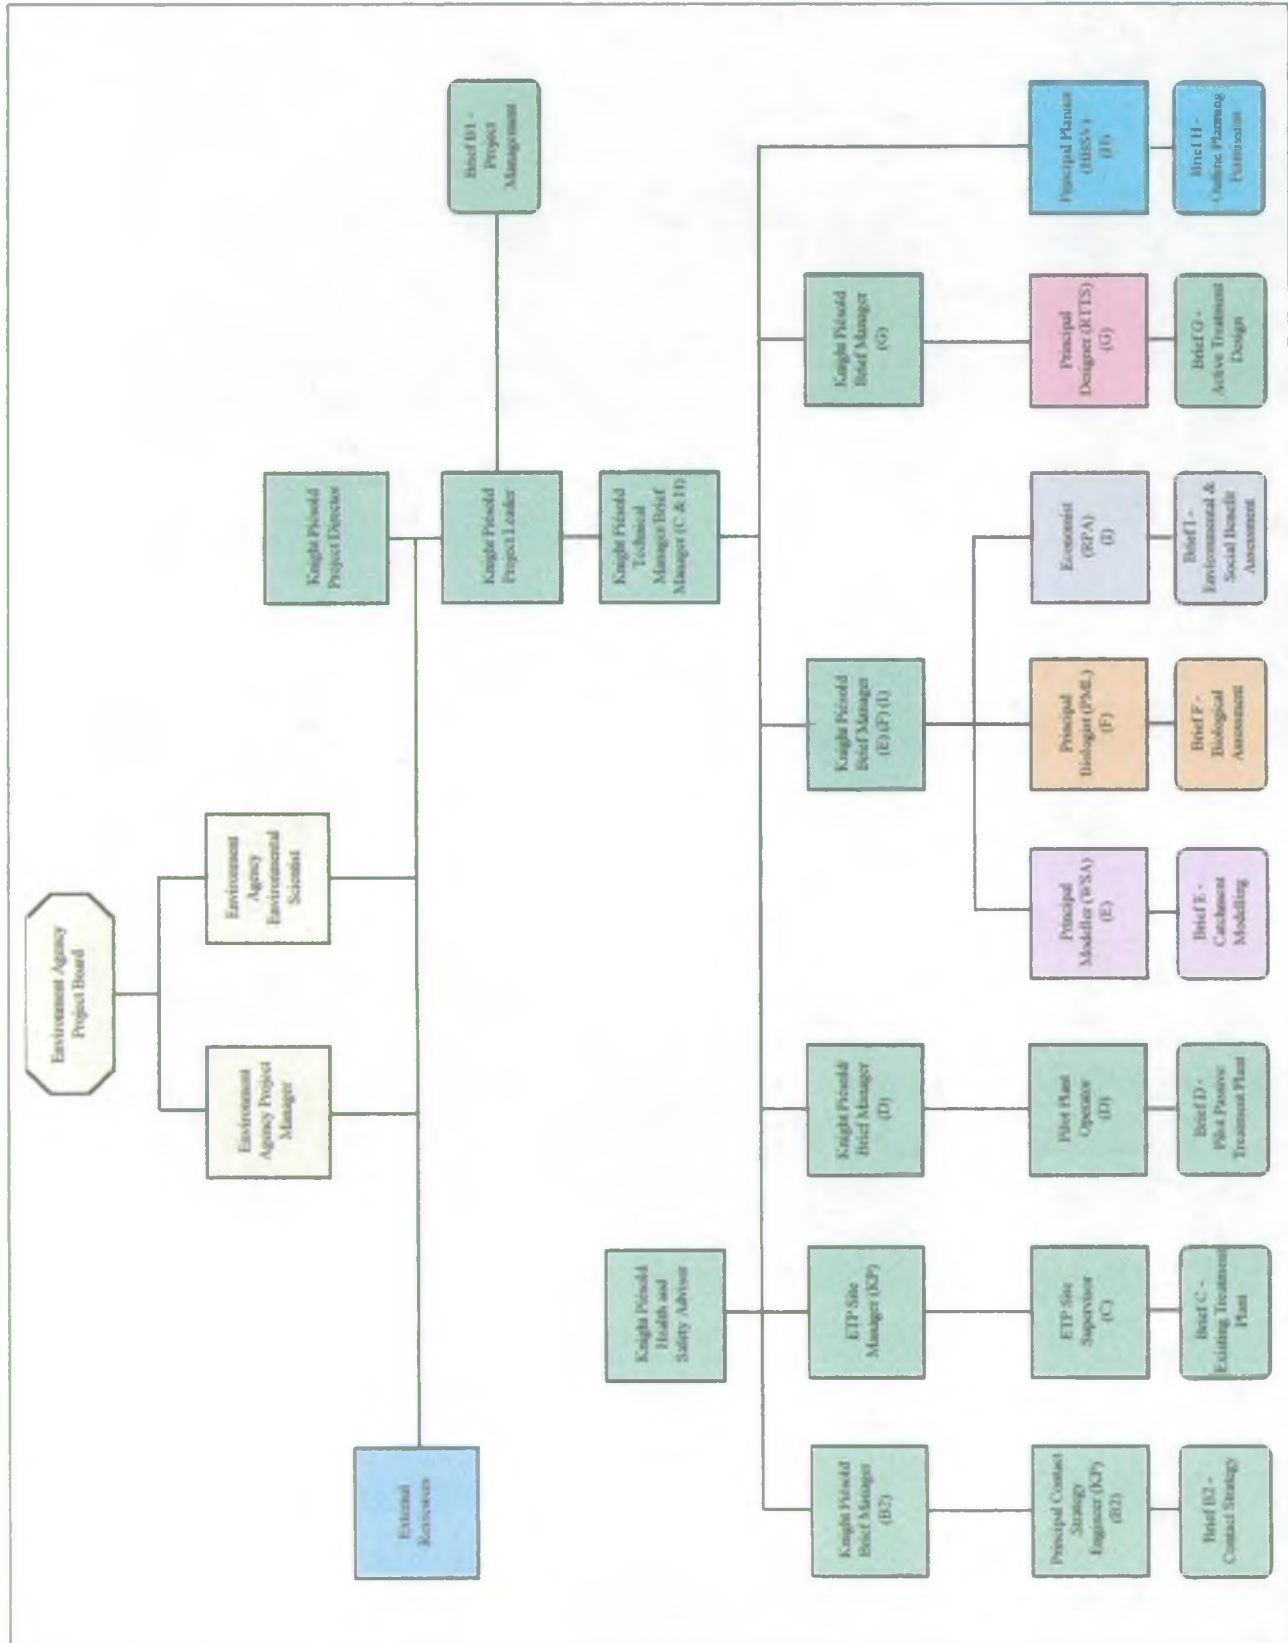 Environment Agency
Project Board
Environment
Agency Project
Manager
Environment
Agency
Environmental
Scientist
External
Reviewers
Knight Piésold
Project Director
Knight Piésold
Project Leader
Brief B1 -
Project
Management
Knight Piésold
Technical
Manager/Brief
Manager (C & H)
Knight Piésold
Health and
Safety Advisor
Knight Piésold
Brief Manager
(B2)
ETP Site
Manager (KP)
Knight Piésold
Brief Manager
(D)
Knight Piésold
Brief Manager
(E) (F) (I)
Knight Piésold
Brief Manager
(G)
Principal Contact
Strategy
Engineer (KP)
(B2)
ETP Site
Supervisor
(C)
Pilot Plant
Operator
(D)
Principal
Modeller (WSA)
(E)
Principal
Biologist (PML)
(F)
Economist
(RPA)
(I)
Principal
Designer (RTTS)
(G)
Principal Planner
(HBSV)
(H)
Brief B2 -
Contact Strategy
Brief C -
Existing Treatment
Plant
Brief D -
Pilot Passive
Treatment Plant
Brief E -
Catchment
Modelling
Brief F -
Biological
Assessment
Brief I -
Environmental &
Social Benefit
Assessment
Brief G -
Active Treatment
Design
Brief H -
Outline Planning
Permission